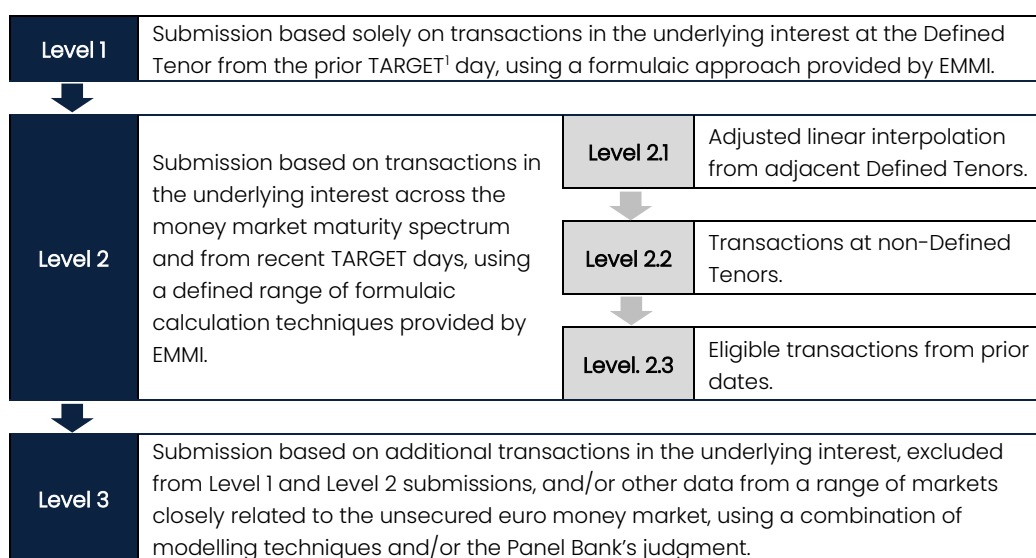 Level 1
Submission based solely on transactions in the underlying interest at the Defined
Tenor from the prior TARGET¹ day, using a formulaic approach provided by EMMI.
Level 2
Submission based on transactions in
the underlying interest across the
money market maturity spectrum
and from recent TARGET days, using
a defined range of formulaic
calculation techniques provided by
EMMI.
Level 2.1
Adjusted linear interpolation
from adjacent Defined Tenors.
Level 2.2
Transactions at non-Defined
Tenors.
Level. 2.3
Eligible transactions from prior
dates.
Level 3
Submission based on additional transactions in the underlying interest, excluded
from Level 1 and Level 2 submissions, and/or other data from a range of markets
closely related to the unsecured euro money market, using a combination of
modelling techniques and/or the Panel Bank's judgment.